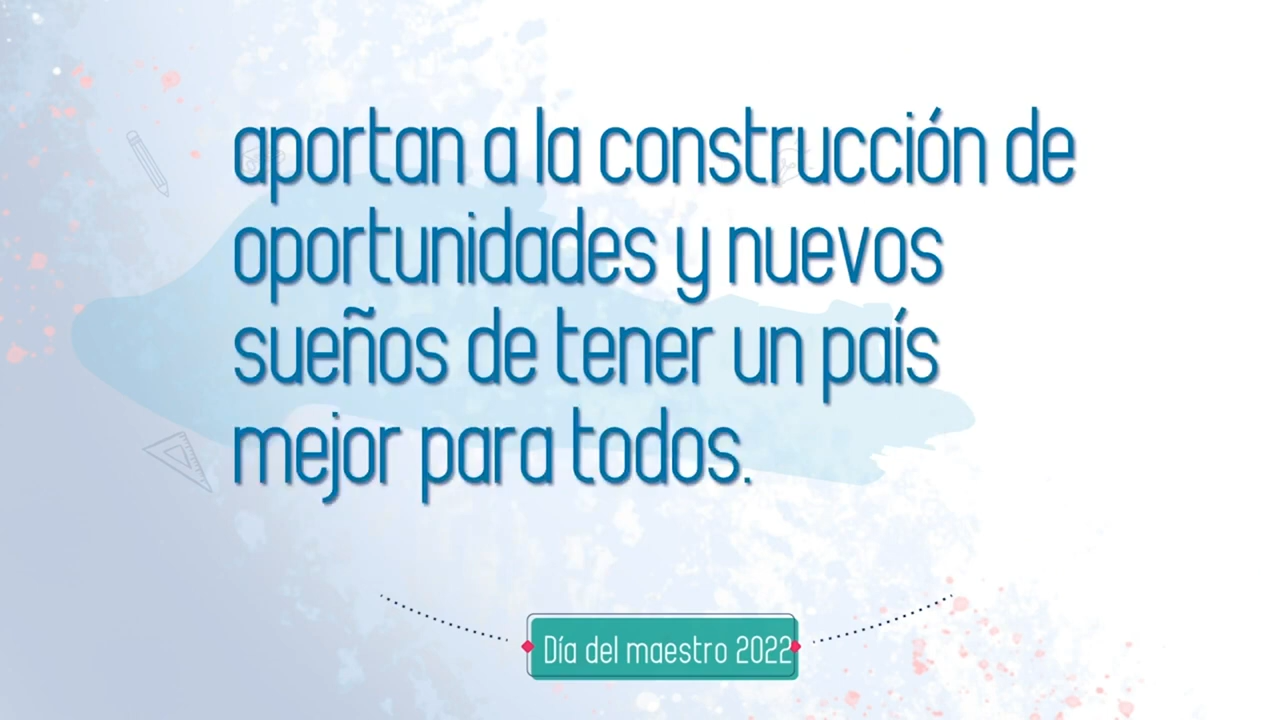 aportan a la construcción de
oportunidades y nuevos
sueños de tener un país
mejor para todos.
Día del maestro 2022